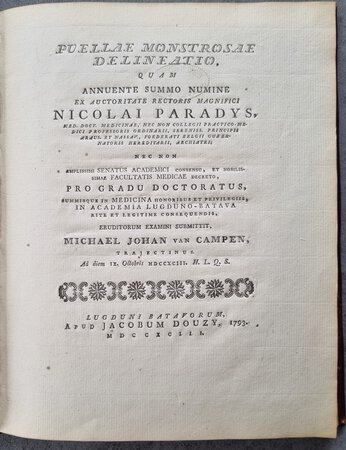 PUELLAE MONSTROSAE
DELINEATIO,
QUAM
ANNUENTE SUMMO NUMINE
EX AUCTORITATE RECTORIS MAGNIFICI
NICOLAI PARADYS,
MED. DOCT. MEDICINAE, NEC NON COLLEGII PRACTICO-ME-
DICI PROFESSORIS ORDINARII, SERENISS. PRINCIPIS
ARAUS. ET NASSAV, FOEDERATI BELGII GUBER-
NATORIS HEREDITARII, ARCHIATRI;
NEC NON
AMPLISSIMI SENATUS ACADEMICI CONSENSU, ET NOBILIS-
SIMAE FACULTATIS MEDICAE DECRETO,
PRO GRADU DOCTORATUS,
SUMMISQUE IN MEDICINA HONORIBUS ET PRIVILEGIIS,
IN ACADEMIA LUGDUNO-BATAVA
RITE ET LEGITIME CONSEQUENDIS,
ERUDITORUM EXAMINI SUBMITTIT,
MICHAEL JOHAN VAN CAMPEN,
TRAJECTINUS.
Ad diem IX. Octobris MDCCXCIII. H. L. Q. S.
LUGDUNI BATAVORUM,
APUD JACOBUM DOUZY, 1793.
MDCCXCIII.